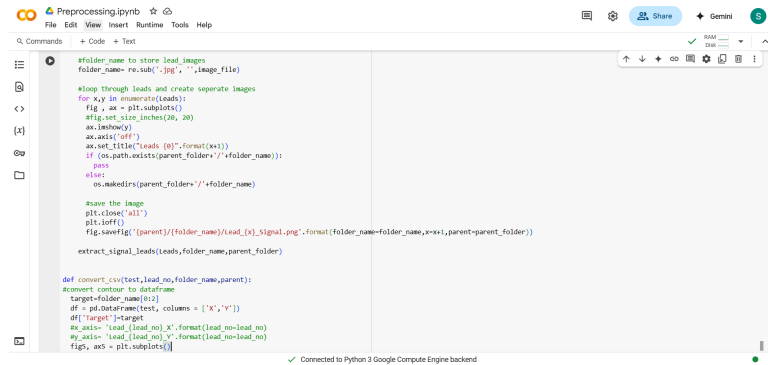 Preprocessing.ipynb
File Edit View Insert Runtime Tools Help
Share
Gemini
S
Commands + Code + Text
RAM
Disk
#folder_name to store lead_images
folder_name= re.sub('.jpg', '',image_file)
#loop through leads and create seperate images
for x,y in enumerate(Leads):
fig , ax = plt.subplots()
#fig.set_size_inches(20, 20)
ax.imshow(y)
ax.axis('off')
ax.set_title("Leads {0}".format(x+1))
if (os.path.exists(parent_folder+'/'+folder_name)):
pass
else:
os.makedirs(parent_folder+'/'+folder_name)
#save the image
plt.close('all')
plt.ioff()
fig.savefig('{parent}/{folder_name}/Lead_{x}_Signal.png'.format(folder_name=folder_name,x=x+1,parent=parent_folder))
extract_signal_leads(Leads,folder_name,parent_folder)
def convert_csv(test,lead_no,folder_name,parent):
#convert contour to dataframe
target=folder_name[0:2]
df = pd.DataFrame(test, columns = ['X','Y'])
df['Target']=target
#x_axis= 'Lead_{lead_no}_X'.format(lead_no=lead_no)
#y_axis= 'Lead_{lead_no}_Y'.format(lead_no=lead_no)
fig5, ax5 = plt.subplots()
Connected to Python 3 Google Compute Engine backend